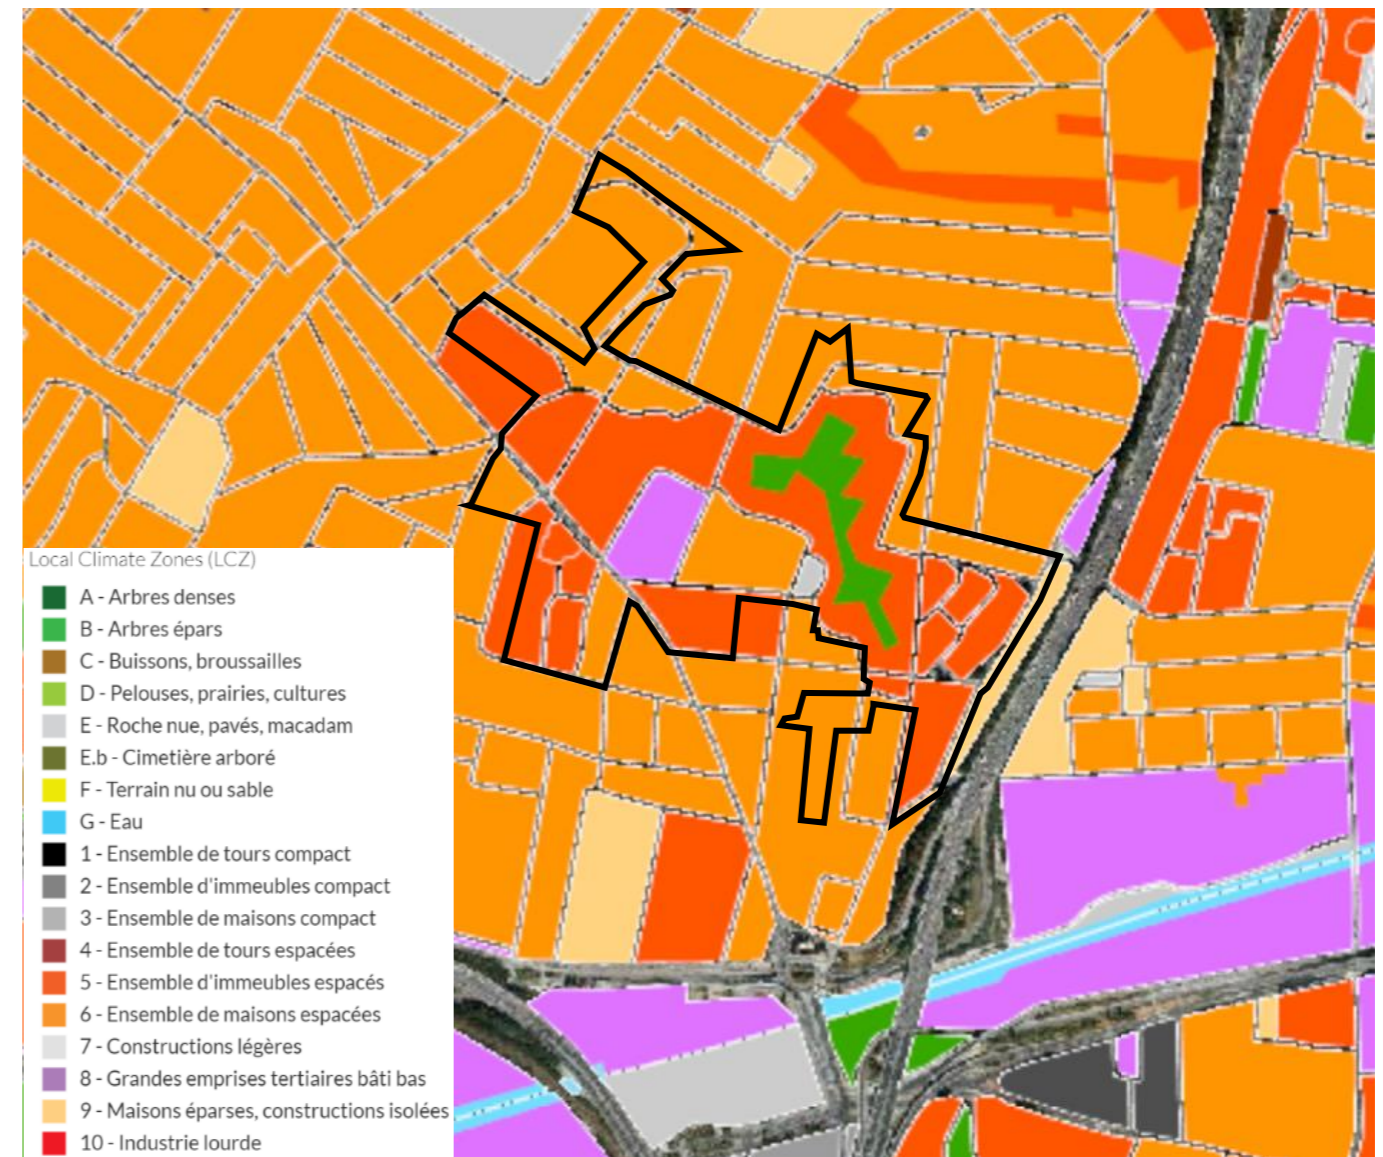 Local Climate Zones (LCZ)
A - Arbres denses
B - Arbres épars
C - Buissons, broussailles
D - Pelouses, prairies, cultures
E - Roche nue, pavés, macadam
E.b - Cimetière arboré
F - Terrain nu ou sable
G - Eau
1 - Ensemble de tours compact
2 - Ensemble d'immeubles compact
3 - Ensemble de maisons compact
4 - Ensemble de tours espacées
5 - Ensemble d'immeubles espacés
6 - Ensemble de maisons espacées
7 - Constructions légères
8 - Grandes emprises tertiaires bâti bas
9 - Maisons éparses, constructions isolées
10 - Industrie lourde